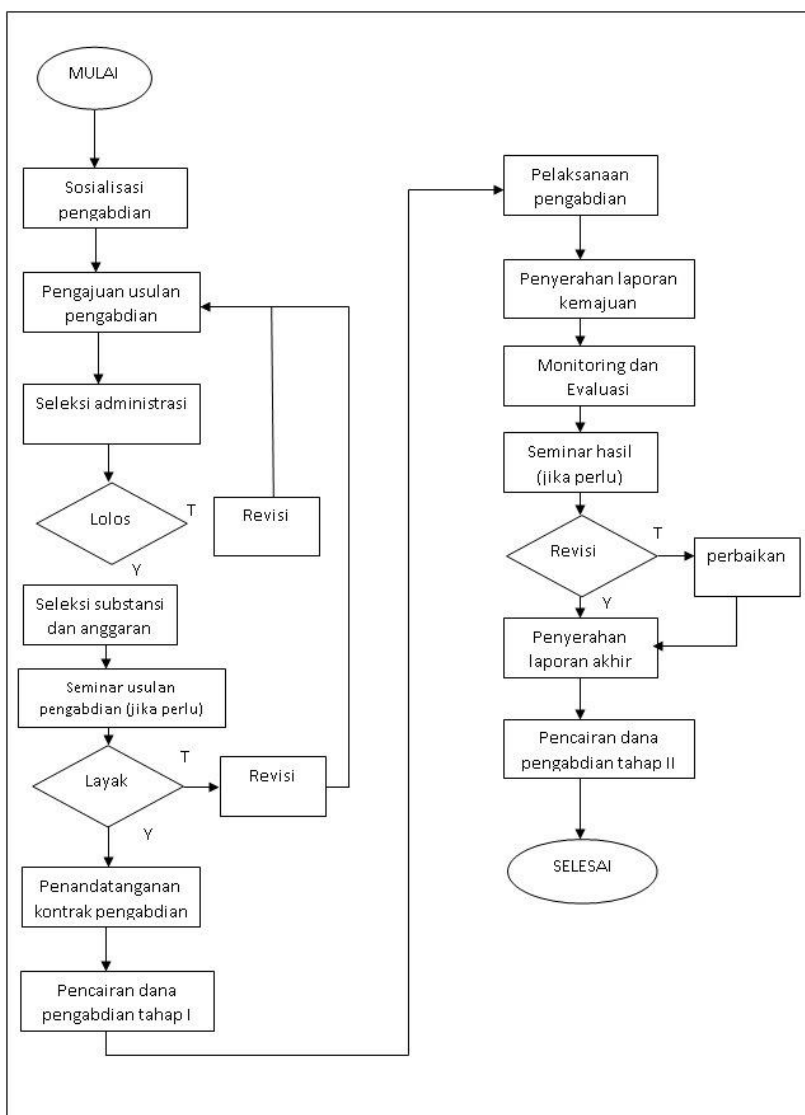 MULAI
Sosialisasi
pengabdian
Pengajuan usulan
pengabdian
Seleksi administrasi
Lolos
T
Revisi
Y
Seleksi substansi
dan anggaran
Seminar usulan
pengabdian (jika perlu)
Layak
T
Revisi
Y
Penandatanganan
kontrak pengabdian
Pencairan dana
pengabdian tahap I
Pelaksanaan
pengabdian
Penyerahan laporan
kemajuan
Monitoring dan
Evaluasi
Seminar hasil
(jika perlu)
Revisi
T
perbaikan
Y
Penyerahan
laporan akhir
Pencairan dana
pengabdian tahap II
SELESAI